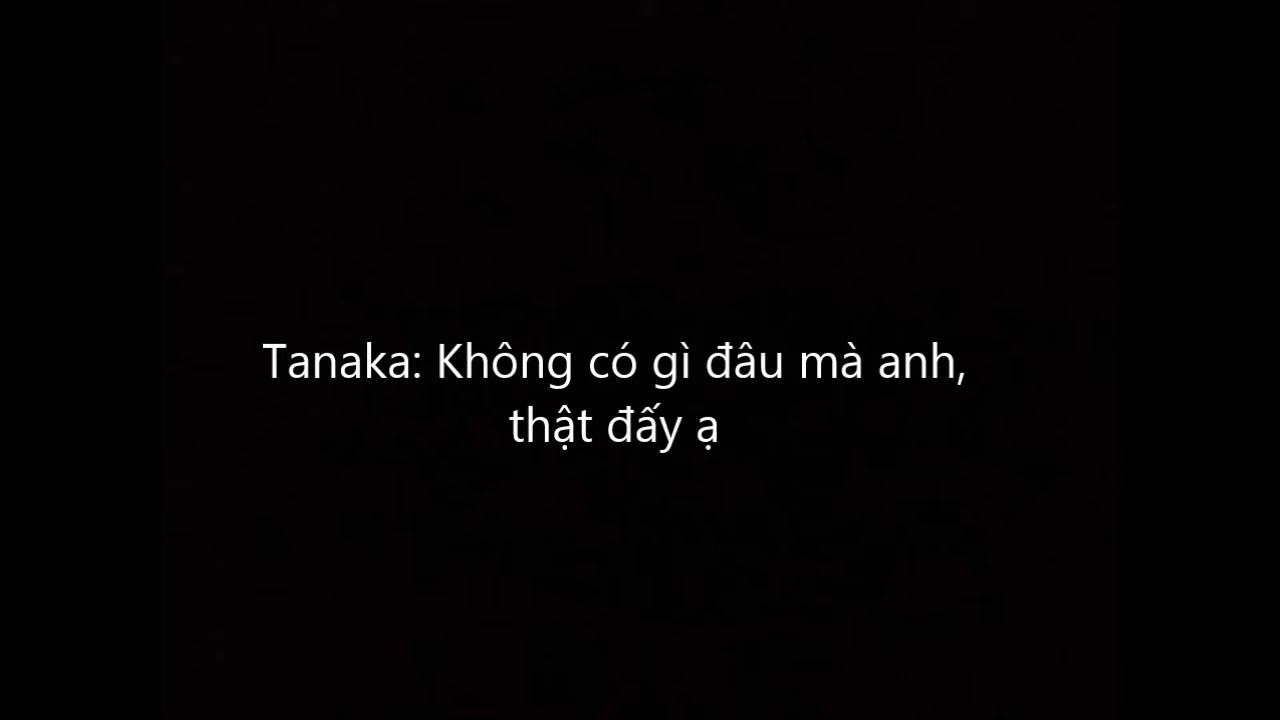 Tanaka: Không có gì đâu mà anh,
thật đấy ạ